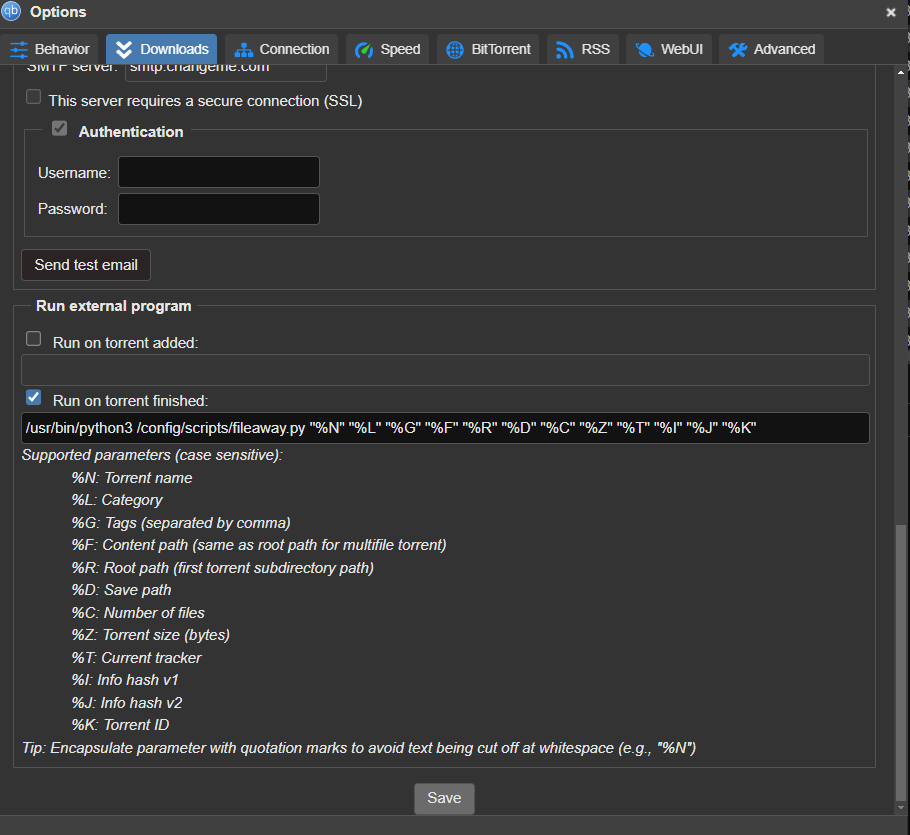 qb Options
Behavior Downloads Connection Speed BitTorrent RSS WebUI Advanced
SMTP server: smtp.changeme.com
This server requires a secure connection (SSL)
Authentication
Username:
Password:
Send test email
Run external program
Run on torrent added:
Run on torrent finished:
/usr/bin/python3 /config/scripts/fileaway.py "%N" "%L" "%G" "%F" "%R" "%D" "%C" "%Z" "%T" "%I" "%J" "%K"
Supported parameters (case sensitive):
%N: Torrent name
%L: Category
%G: Tags (separated by comma)
%F: Content path (same as root path for multifile torrent)
%R: Root path (first torrent subdirectory path)
%D: Save path
%C: Number of files
%Z: Torrent size (bytes)
%T: Current tracker
%I: Info hash v1
%J: Info hash v2
%K: Torrent ID
Tip: Encapsulate parameter with quotation marks to avoid text being cut off at whitespace (e.g., "%N")
Save